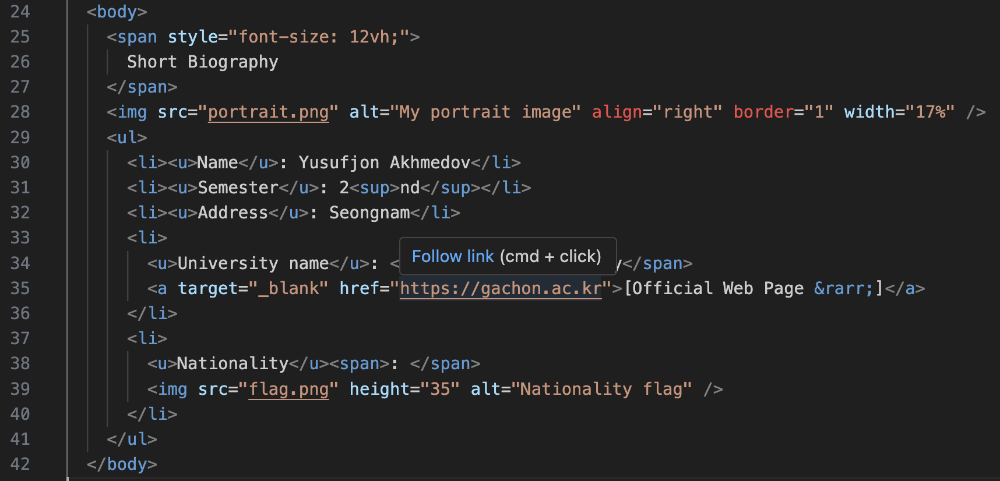 24 <body>
25 <span style="font-size: 12vh;">
26 Short Biography
27 </span>
28 <img src="portrait.png" alt="My portrait image" align="right" border="1" width="17%" />
29 <ul>
30 <li><u>Name</u>: Yusufjon Akhmedov</li>
31 <li><u>Semester</u>: 2<sup>nd</sup></li>
32 <li><u>Address</u>: Seongnam</li>
33 <li>
Follow link (cmd + click)
34 <u>University name</u>: < y</span>
35 <a target="_blank" href="https://gachon.ac.kr">[Official Web Page &rarr;]</a>
36 </li>
37 <li>
38 <u>Nationality</u><span>: </span>
39 <img src="flag.png" height="35" alt="Nationality flag" />
40 </li>
41 </ul>
42 </body>